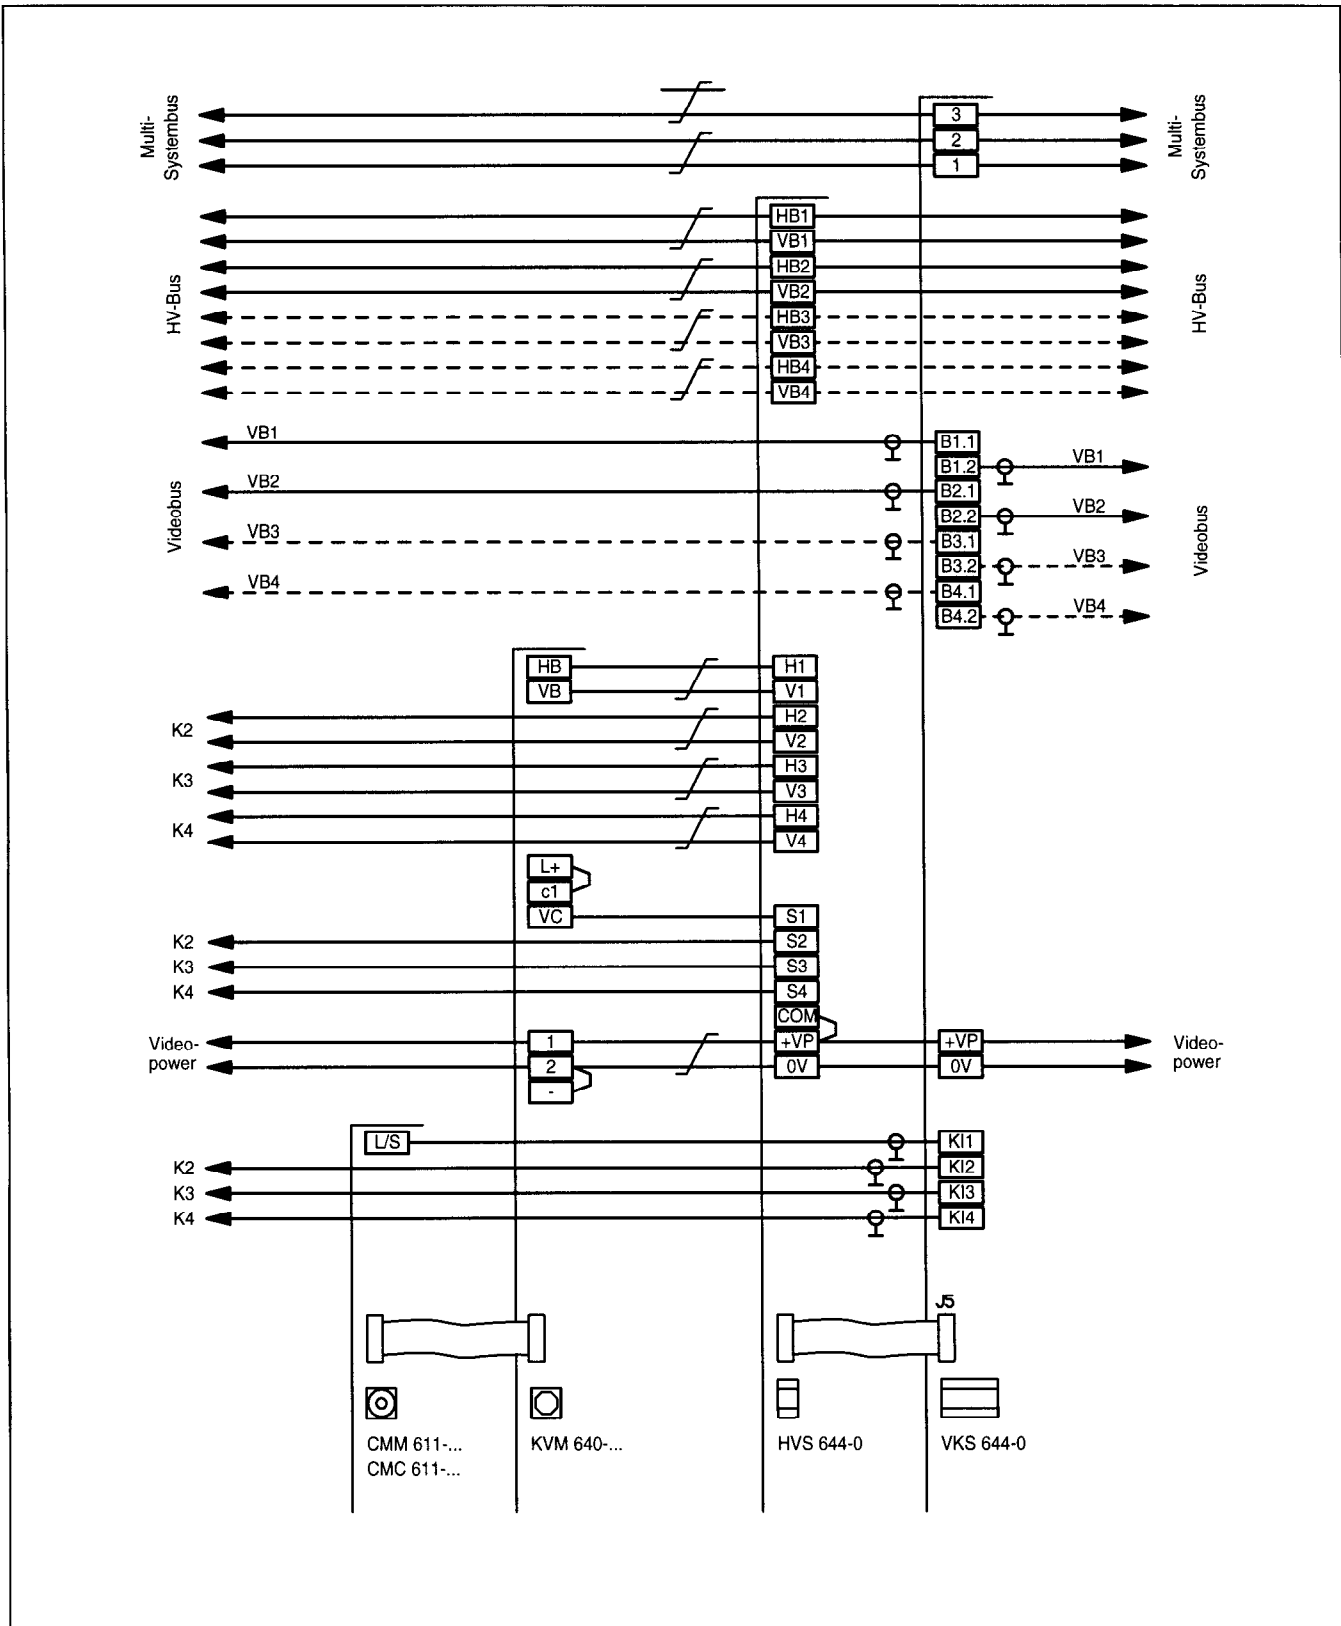 Multi-
Systembus
3
2
1
Multi-
Systembus
HV-Bus
HB1
VB1
HB2
VB2
HB3
VB3
HB4
VB4
HV-Bus
Videobus
VB1
B1.1
B1.2
VB1
VB2
B2.1
B2.2
VB2
VB3
B3.1
B3.2
VB3
VB4
B4.1
B4.2
VB4
Videobus
HB
H1
VB
V1
K2
H2
V2
K3
H3
V3
K4
H4
V4
L+
c1
VC
S1
K2
S2
K3
S3
K4
S4
COM
Video-
power
1
+VP
+VP
2
0V
0V
-
Video-
power
L/S
KI1
K2
KI2
K3
KI3
K4
KI4
J5
CMM 611-...
CMC 611-...
KVM 640-...
HVS 644-0
VKS 644-0